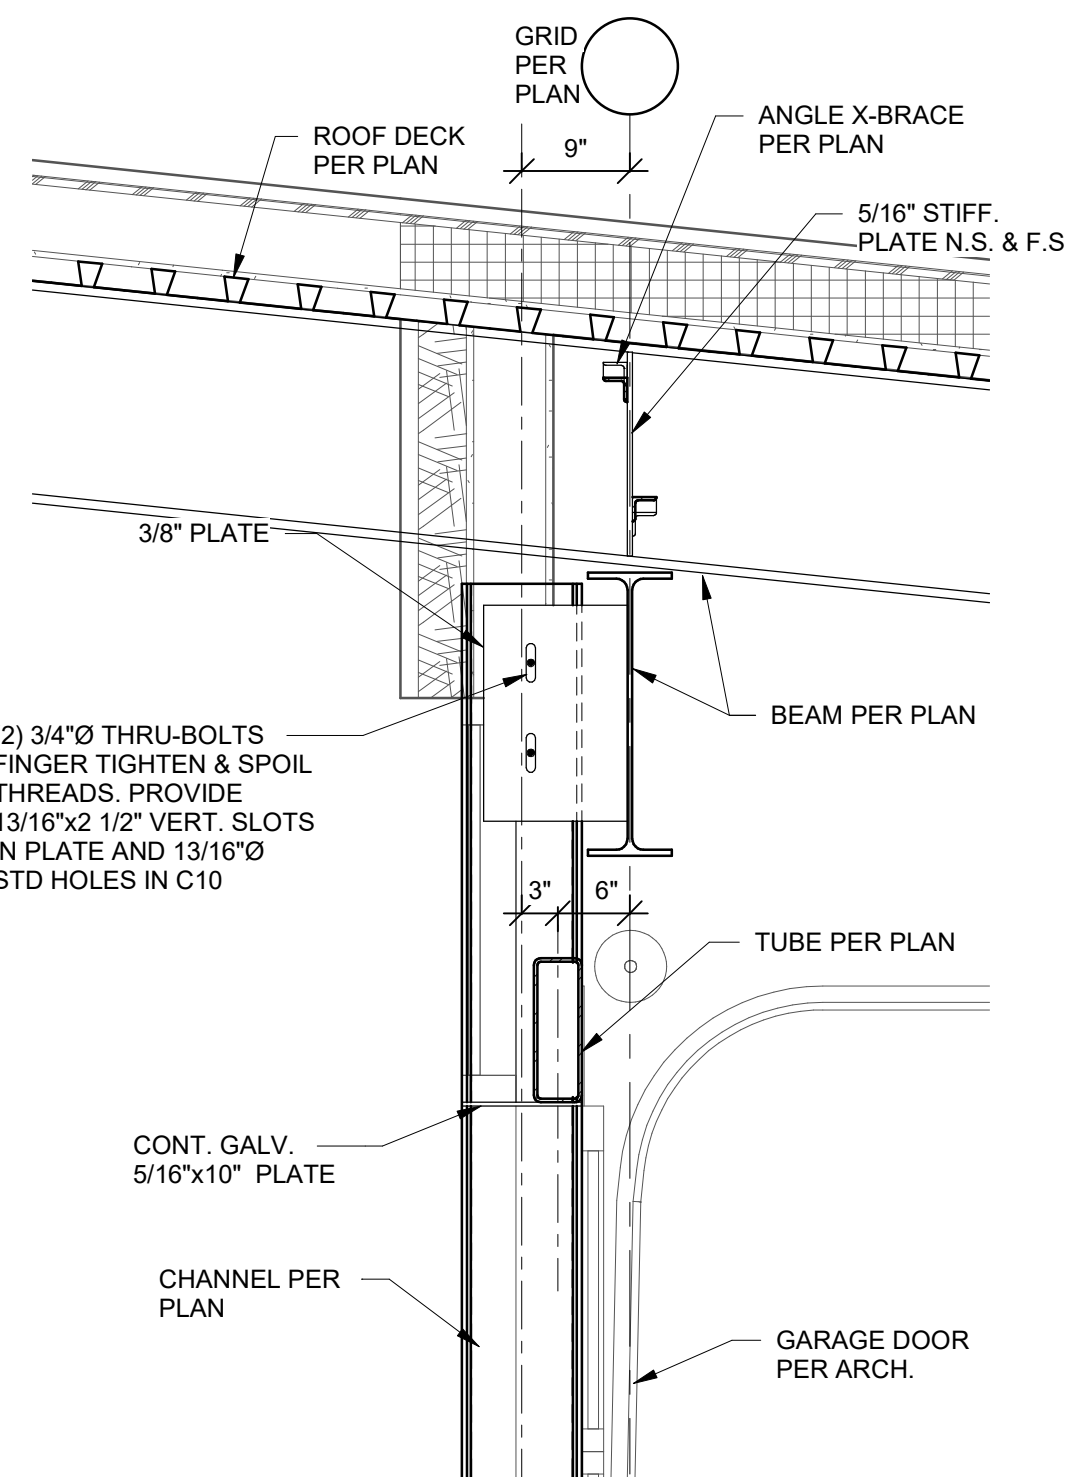 GRID
PER
PLAN
ANGLE X-BRACE
PER PLAN
ROOF DECK
PER PLAN
9"
5/16" STIFF.
PLATE N.S. & F.S
3/8" PLATE
BEAM PER PLAN
2) 3/4"Ø THRU-BOLTS
FINGER TIGHTEN & SPOIL
THREADS. PROVIDE
13/16"x2 1/2" VERT. SLOTS
IN PLATE AND 13/16"Ø
STD HOLES IN C10
3"
6"
TUBE PER PLAN
CONT. GALV.
5/16"x10" PLATE
CHANNEL PER
PLAN
GARAGE DOOR
PER ARCH.